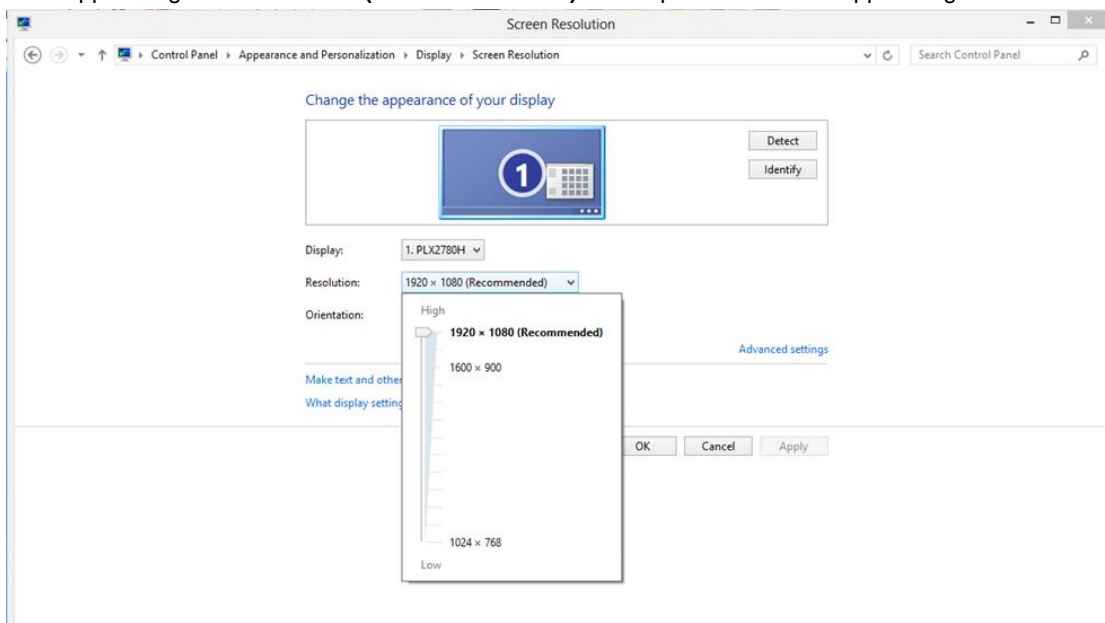 Screen Resolution
Control Panel ▸ Appearance and Personalization ▸ Display ▸ Screen Resolution
Search Control Panel
Change the appearance of your display
1
Detect
Identify
Display: 1. PLX2780H
Resolution: 1920 × 1080 (Recommended)
Orientation:
High
1920 × 1080 (Recommended)
1600 × 900
1024 × 768
Low
Advanced settings
Make text and other
What display setting
OK Cancel Apply